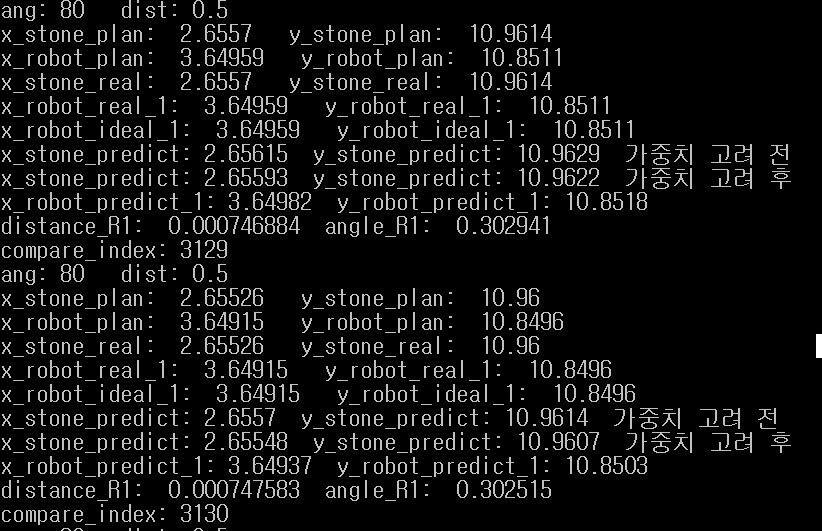 ang: 80 dist: 0.5
x_stone_plan: 2.6557 y_stone_plan: 10.9614
x_robot_plan: 3.64959 y_robot_plan: 10.8511
x_stone_real: 2.6557 y_stone_real: 10.9614
x_robot_real_1: 3.64959 y_robot_real_1: 10.8511
x_robot_ideal_1: 3.64959 y_robot_ideal_1: 10.8511
x_stone_predict: 2.65615 y_stone_predict: 10.9629 가중치 고려 전
x_stone_predict: 2.65593 y_stone_predict: 10.9622 가중치 고려 후
x_robot_predict_1: 3.64982 y_robot_predict_1: 10.8518
distance_R1: 0.000746884 angle_R1: 0.302941
compare_index: 3129
ang: 80 dist: 0.5
x_stone_plan: 2.65526 y_stone_plan: 10.96
x_robot_plan: 3.64915 y_robot_plan: 10.8496
x_stone_real: 2.65526 y_stone_real: 10.96
x_robot_real_1: 3.64915 y_robot_real_1: 10.8496
x_robot_ideal_1: 3.64915 y_robot_ideal_1: 10.8496
x_stone_predict: 2.6557 y_stone_predict: 10.9614 가중치 고려 전
x_stone_predict: 2.65548 y_stone_predict: 10.9607 가중치 고려 후
x_robot_predict_1: 3.64937 y_robot_predict_1: 10.8503
distance_R1: 0.000747583 angle_R1: 0.302515
compare_index: 3130